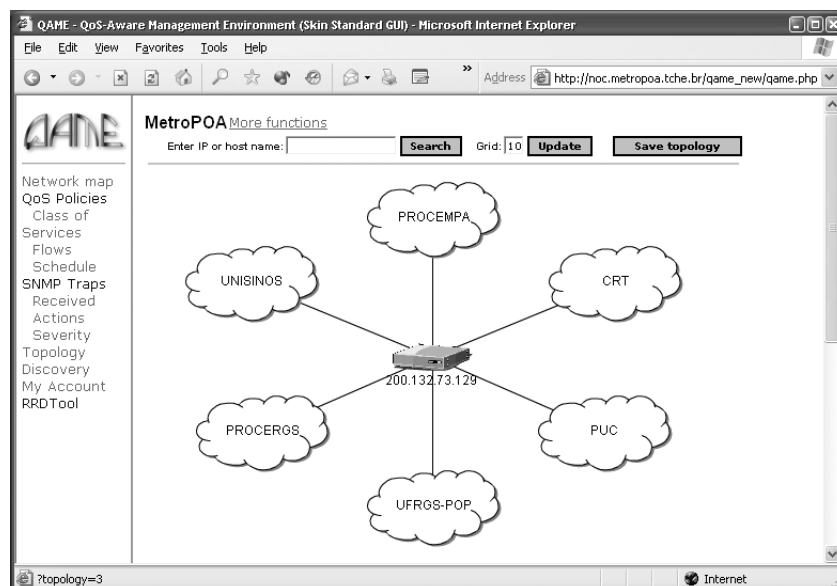 QAME - QoS-Aware Management Environment (Skin Standard GUI) - Microsoft Internet Explorer
File Edit View Favorites Tools Help
» Address http://noc.metropoa.tche.br/qame_new/qame.php
QAME
MetroPOA More functions
Enter IP or host name: Search Grid: 10 Update Save topology
Network map
QoS Policies
Class of
Services
Flows
Schedule
SNMP Traps
Received
Actions
Severity
Topology
Discovery
My Account
RRDTool
PROCEMPA
UNISINOS
CRT
200.132.73.129
PROCERGS
PUC
UFRGS-POP
?topology=3
Internet